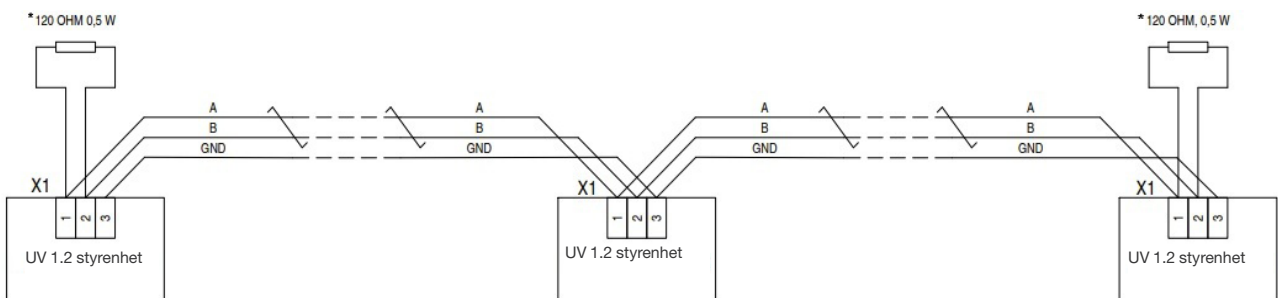 * 120 OHM 0,5 W
* 120 OHM, 0,5 W
A A A A
B B B B
GND GND GND GND
X1 X1 X1
1 2 3 1 2 3 1 2 3
UV 1.2 styrenhet UV 1.2 styrenhet UV 1.2 styrenhet